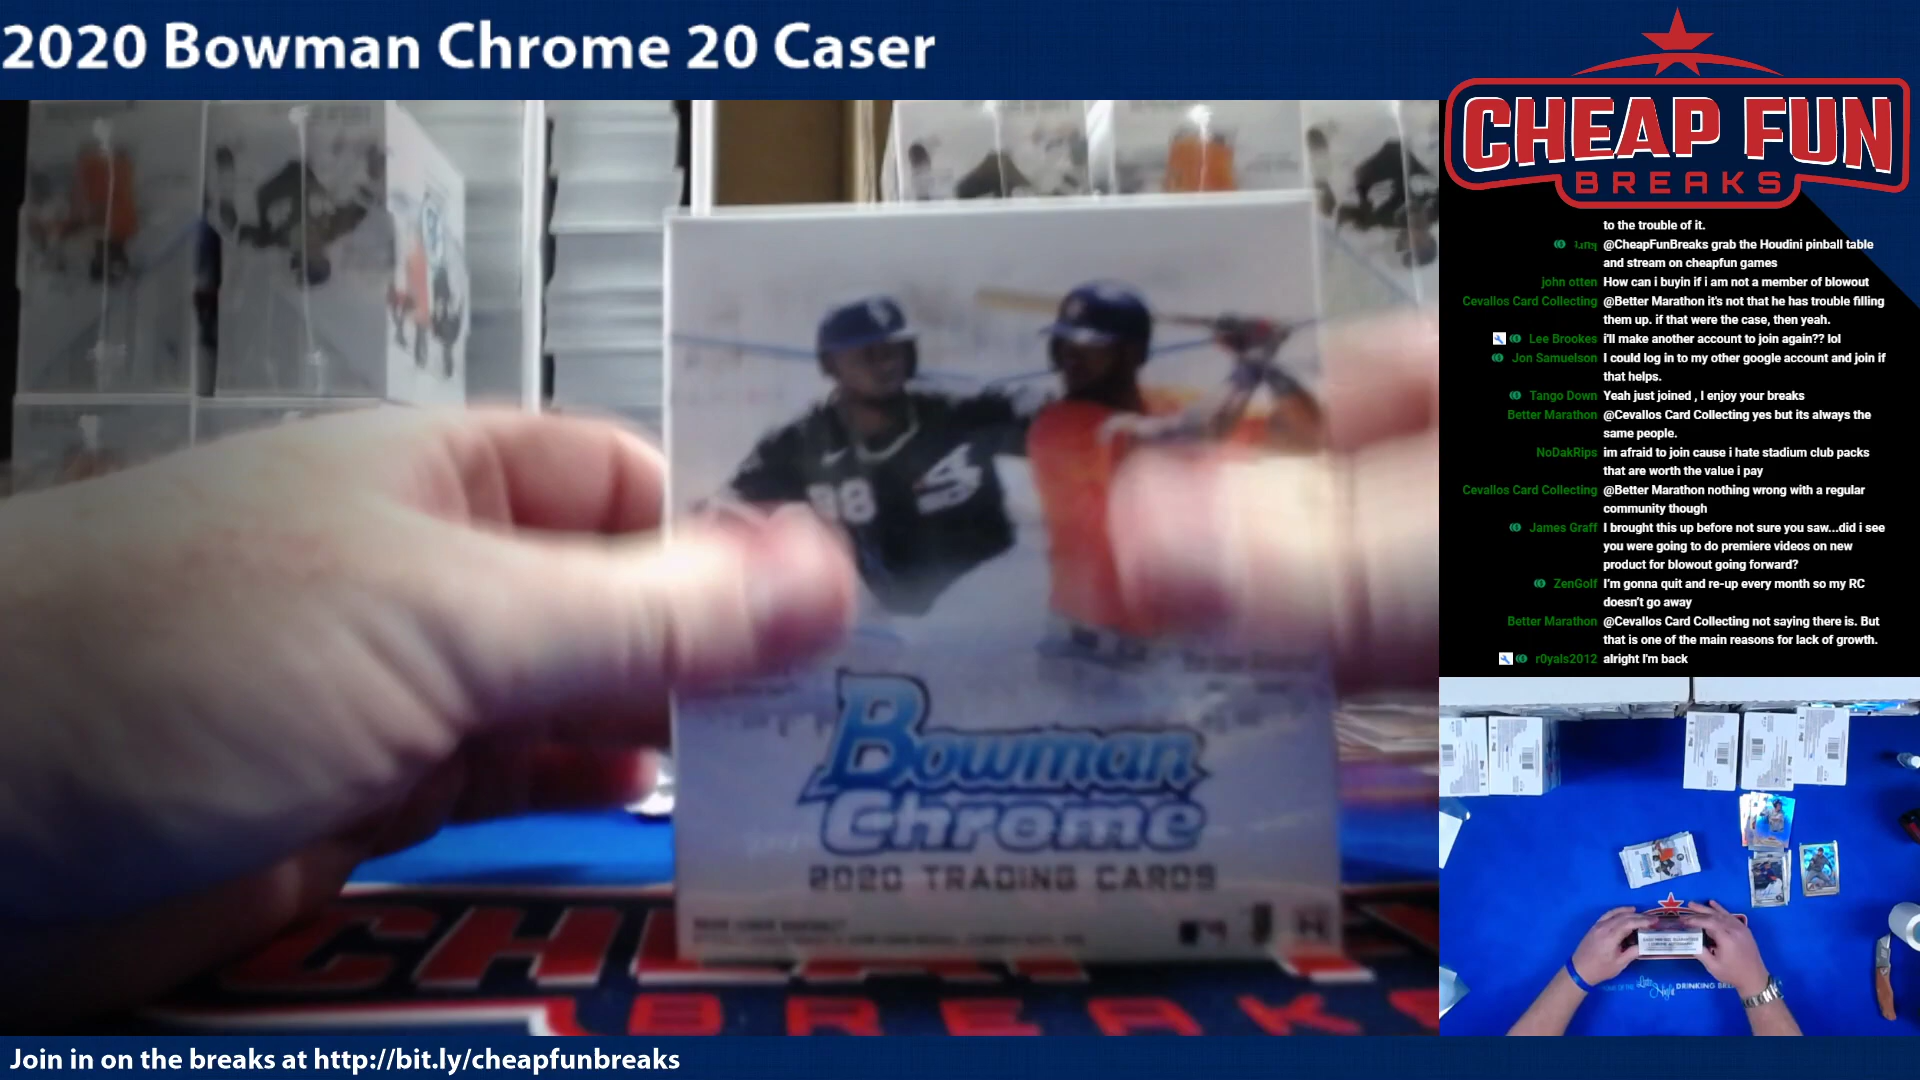 2020 Bowman Chrome 20 Caser
CHEAP FUN
BREAKS
to the trouble of it.
@CheapFunBreaks grab the Houdini pinball table
and stream on cheapfun games
john otten How can i buyin if i am not a member of blowout
Cevallos Card Collecting @Better Marathon it's not that he has trouble filling
them up. if that were the case, then yeah.
Lee Brookes i'll make another account to join again?? lol
Jon Samuelson I could log in to my other google account and join if
that helps.
Tango Down Yeah just joined , I enjoy your breaks
Better Marathon @Cevallos Card Collecting yes but its always the
same people.
NoDakRips im afraid to join cause i hate stadium club packs
that are worth the value i pay
Cevallos Card Collecting @Better Marathon nothing wrong with a regular
community though
James Graff I brought this up before not sure you saw...did i see
you were going to do premiere videos on new
product for blowout going forward?
ZenGolf I'm gonna quit and re-up every month so my RC
doesn't go away
Better Marathon @Cevallos Card Collecting not saying there is. But
that is one of the main reasons for lack of growth.
r0yals2012 alright I'm back
88
Bowman
Chrome
2020 TRADING CARDS
BREAKS
Late
Night DRINKING
Join in on the breaks at http://bit.ly/cheapfunbreaks